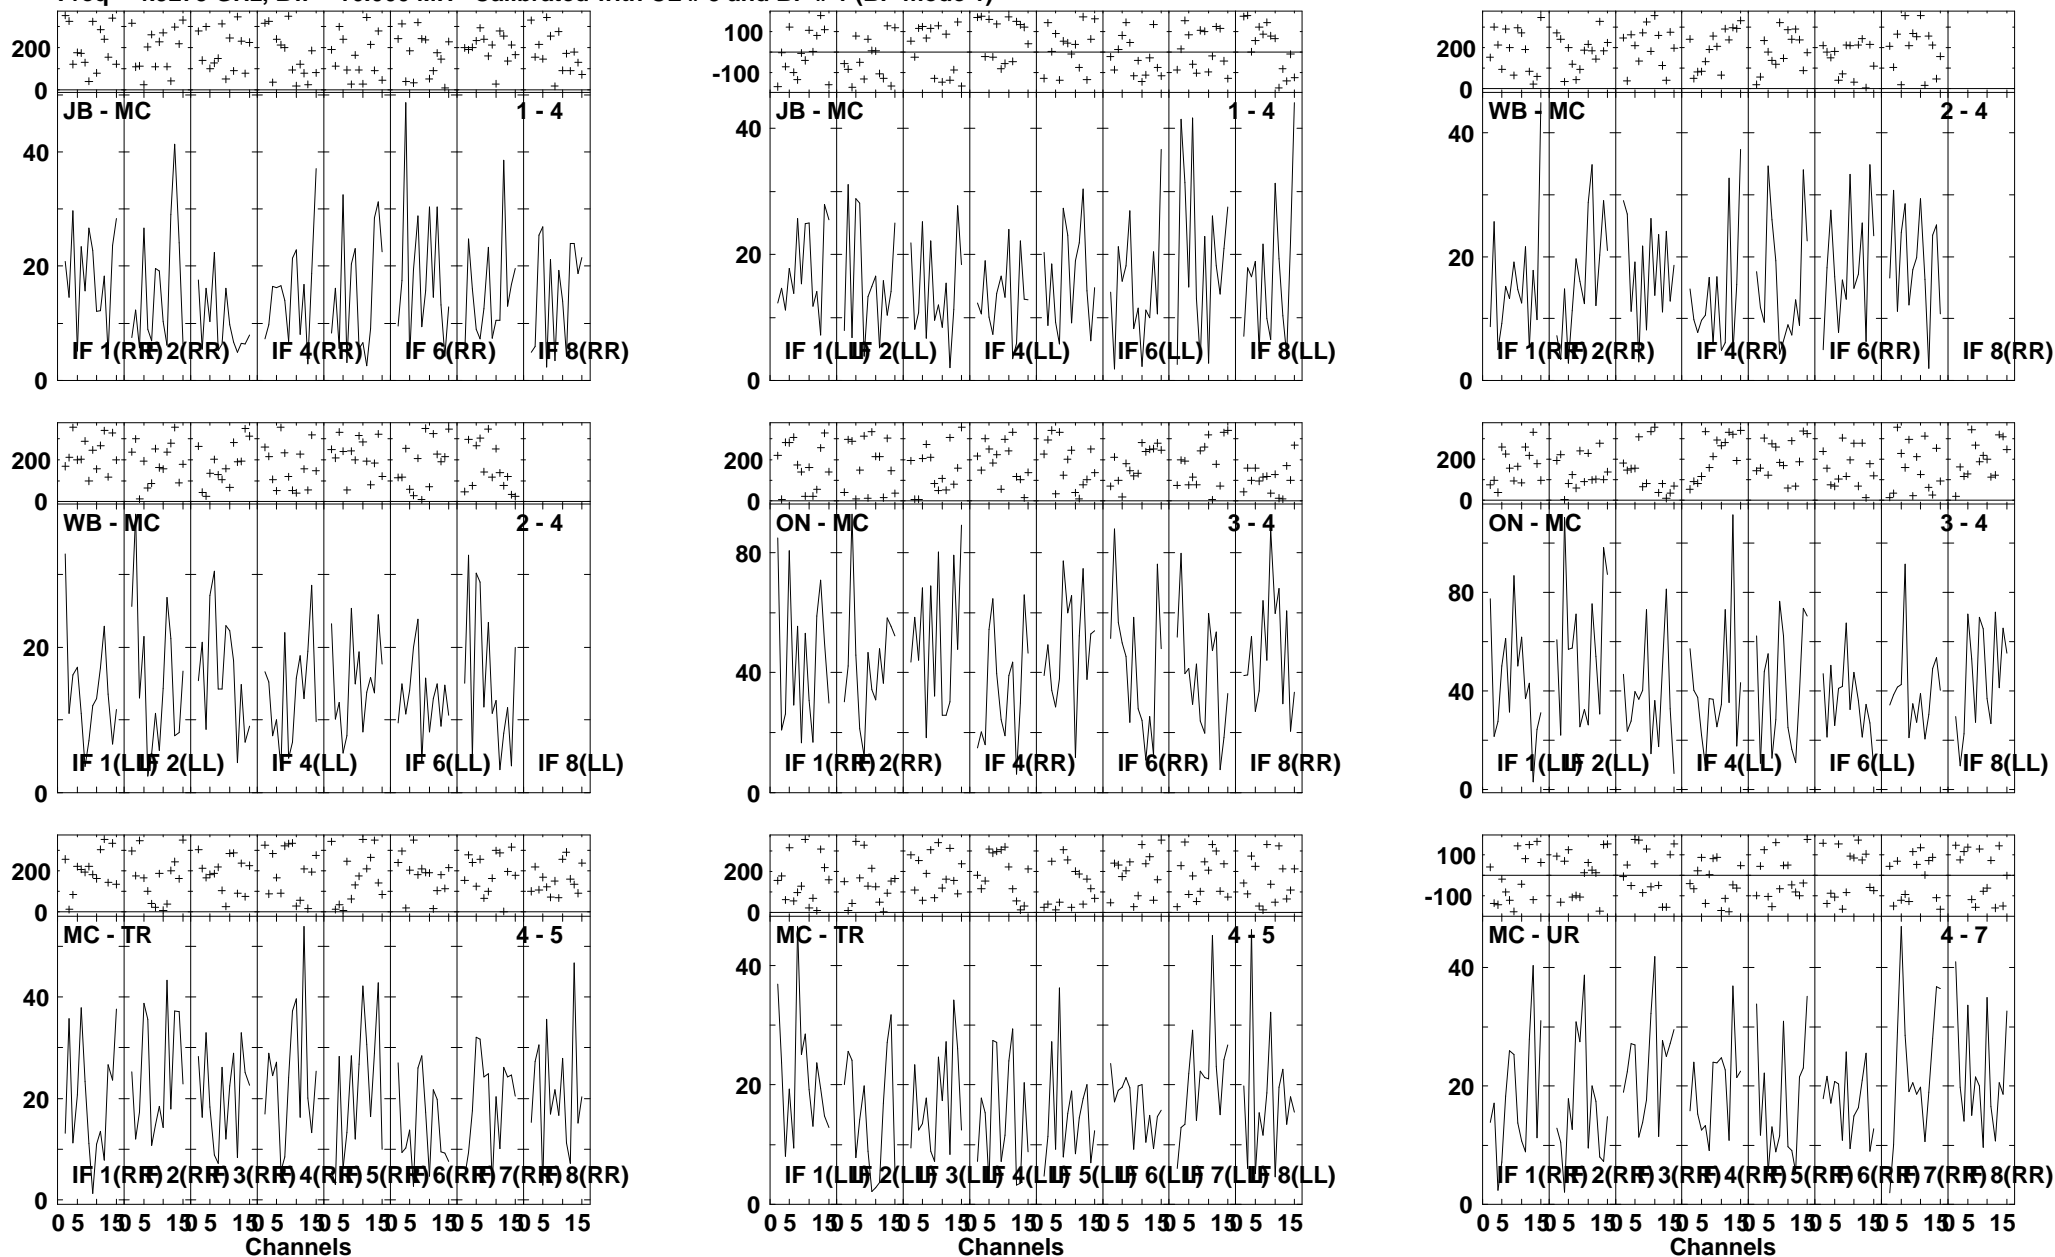 200
0
JB - MC 1 - 4
40
20
0
IF 1(RR) IF 2(RR) IF 4(RR) IF 6(RR) IF 8(RR)
100
-100
JB - MC 1 - 4
40
20
0
IF 1(LL) IF 2(LL) IF 4(LL) IF 6(LL) IF 8(LL)
200
0
WB - MC 2 - 4
40
20
0
IF 1(RR) IF 2(RR) IF 4(RR) IF 6(RR) IF 8(RR)
200
0
WB - MC 2 - 4
20
0
IF 1(LL) IF 2(LL) IF 4(LL) IF 6(LL) IF 8(LL)
200
0
ON - MC 3 - 4
80
40
0
IF 1(RR) IF 2(RR) IF 4(RR) IF 6(RR) IF 8(RR)
200
0
ON - MC 3 - 4
80
40
0
IF 1(LL) IF 2(LL) IF 4(LL) IF 6(LL) IF 8(LL)
200
0
MC - TR 4 - 5
40
20
0
IF 1(RR) IF 2(RR) IF 3(RR) IF 4(RR) IF 5(RR) IF 6(RR) IF 7(RR) IF 8(RR)
0 5 15 0 5 15 0 5 15 0 5 15 0 5 15 0 5 15 0 5 15 0 5 15
Channels
200
0
MC - TR 4 - 5
40
20
0
IF 1(LL) IF 2(LL) IF 3(LL) IF 4(LL) IF 5(LL) IF 6(LL) IF 7(LL) IF 8(LL)
0 5 15 0 5 15 0 5 15 0 5 15 0 5 15 0 5 15 0 5 15 0 5 15
Channels
100
-100
MC - UR 4 - 7
40
20
0
IF 1(RR) IF 2(RR) IF 3(RR) IF 4(RR) IF 5(RR) IF 6(RR) IF 7(RR) IF 8(RR)
0 5 15 0 5 15 0 5 15 0 5 15 0 5 15 0 5 15 0 5 15 0 5 15
Channels